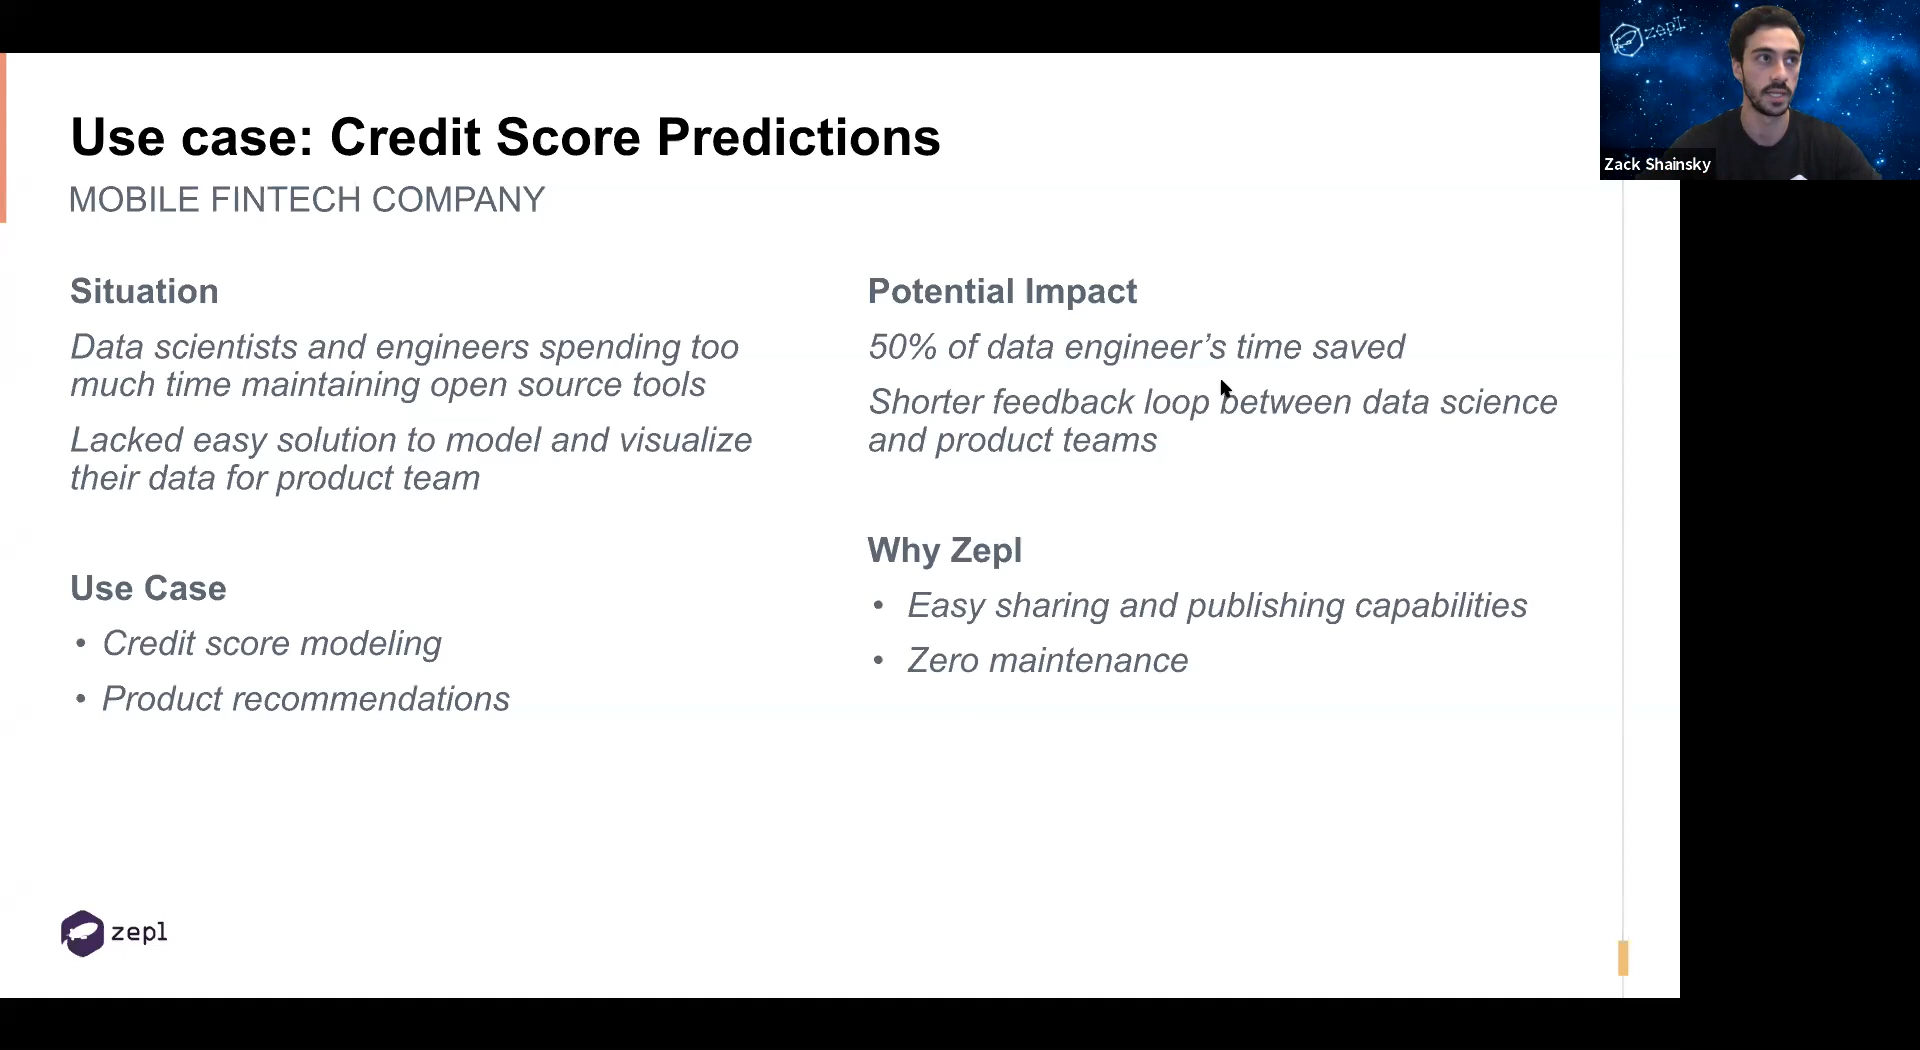 zepl
Zack Shainsky
Use case: Credit Score Predictions
MOBILE FINTECH COMPANY
Situation
Data scientists and engineers spending too
much time maintaining open source tools
Lacked easy solution to model and visualize
their data for product team
Use Case
• Credit score modeling
• Product recommendations
Potential Impact
50% of data engineer’s time saved
Shorter feedback loop between data science
and product teams
Why Zepl
• Easy sharing and publishing capabilities
• Zero maintenance
zepl